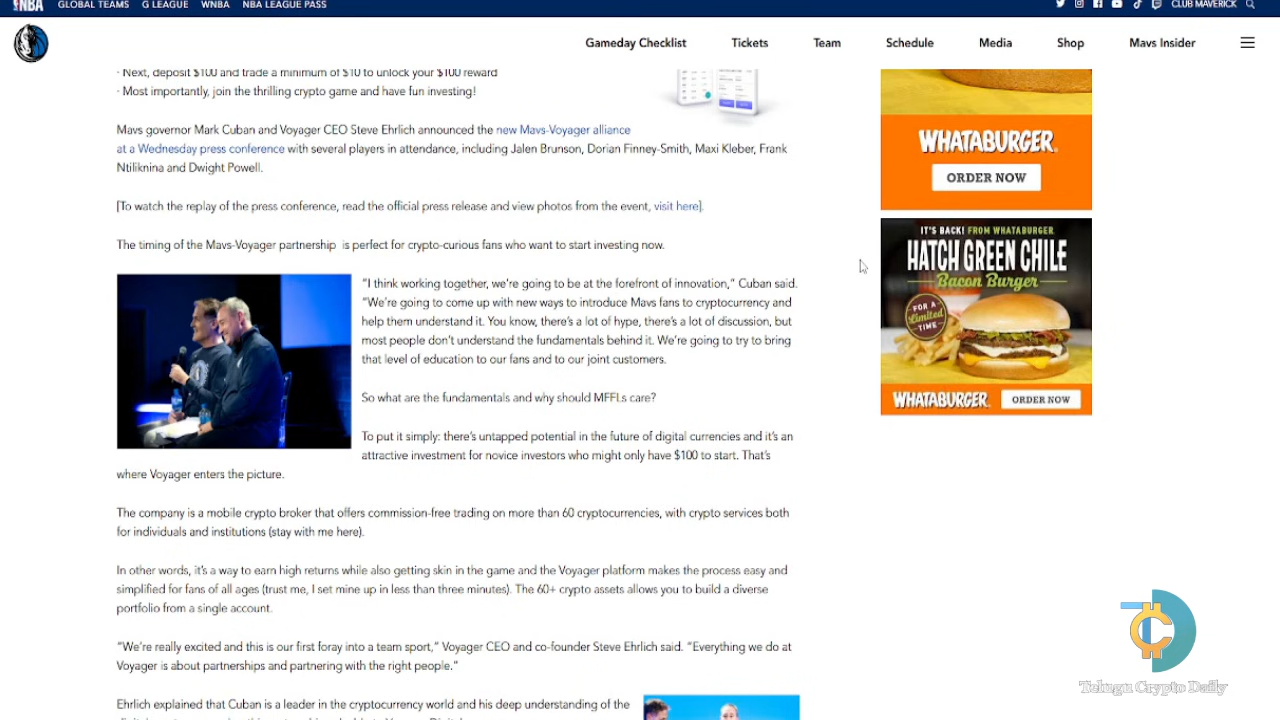 NBA GLOBAL TEAMS G LEAGUE WNBA NBA LEAGUE PASS CLUB MAVERICK
Gameday Checklist Tickets Team Schedule Media Shop Mavs Insider
· Next, deposit $100 and trade a minimum of $10 to unlock your $100 reward
· Most importantly, join the thrilling crypto game and have fun investing!
Mavs governor Mark Cuban and Voyager CEO Steve Ehrlich announced the new Mavs-Voyager alliance
at a Wednesday press conference with several players in attendance, including Jalen Brunson, Dorian Finney-Smith, Maxi Kleber, Frank
Ntiliknina and Dwight Powell.
[To watch the replay of the press conference, read the official press release and view photos from the event, visit here].
The timing of the Mavs-Voyager partnership is perfect for crypto-curious fans who want to start investing now.
“I think working together, we're going to be at the forefront of innovation,” Cuban said.
“We're going to come up with new ways to introduce Mavs fans to cryptocurrency and
help them understand it. You know, there's a lot of hype, there's a lot of discussion, but
most people don't understand the fundamentals behind it. We're going to try to bring
that level of education to our fans and to our joint customers.
So what are the fundamentals and why should MFFLs care?
To put it simply: there's untapped potential in the future of digital currencies and it's an
attractive investment for novice investors who might only have $100 to start. That's
where Voyager enters the picture.
The company is a mobile crypto broker that offers commission-free trading on more than 60 cryptocurrencies, with crypto services both
for individuals and institutions (stay with me here).
In other words, it's a way to earn high returns while also getting skin in the game and the Voyager platform makes the process easy and
simplified for fans of all ages (trust me, I set mine up in less than three minutes). The 60+ crypto assets allows you to build a diverse
portfolio from a single account.
“We're really excited and this is our first foray into a team sport,” Voyager CEO and co-founder Steve Ehrlich said. “Everything we do at
Voyager is about partnerships and partnering with the right people.”
Ehrlich explained that Cuban is a leader in the cryptocurrency world and his deep understanding of the
WHATABURGER
ORDER NOW
IT'S BACK! FROM WHATABURGER
HATCH GREEN CHILE
Bacon Burger
FOR A
Limited
TIME
WHATABURGER ORDER NOW
Telugu Crypto Daily